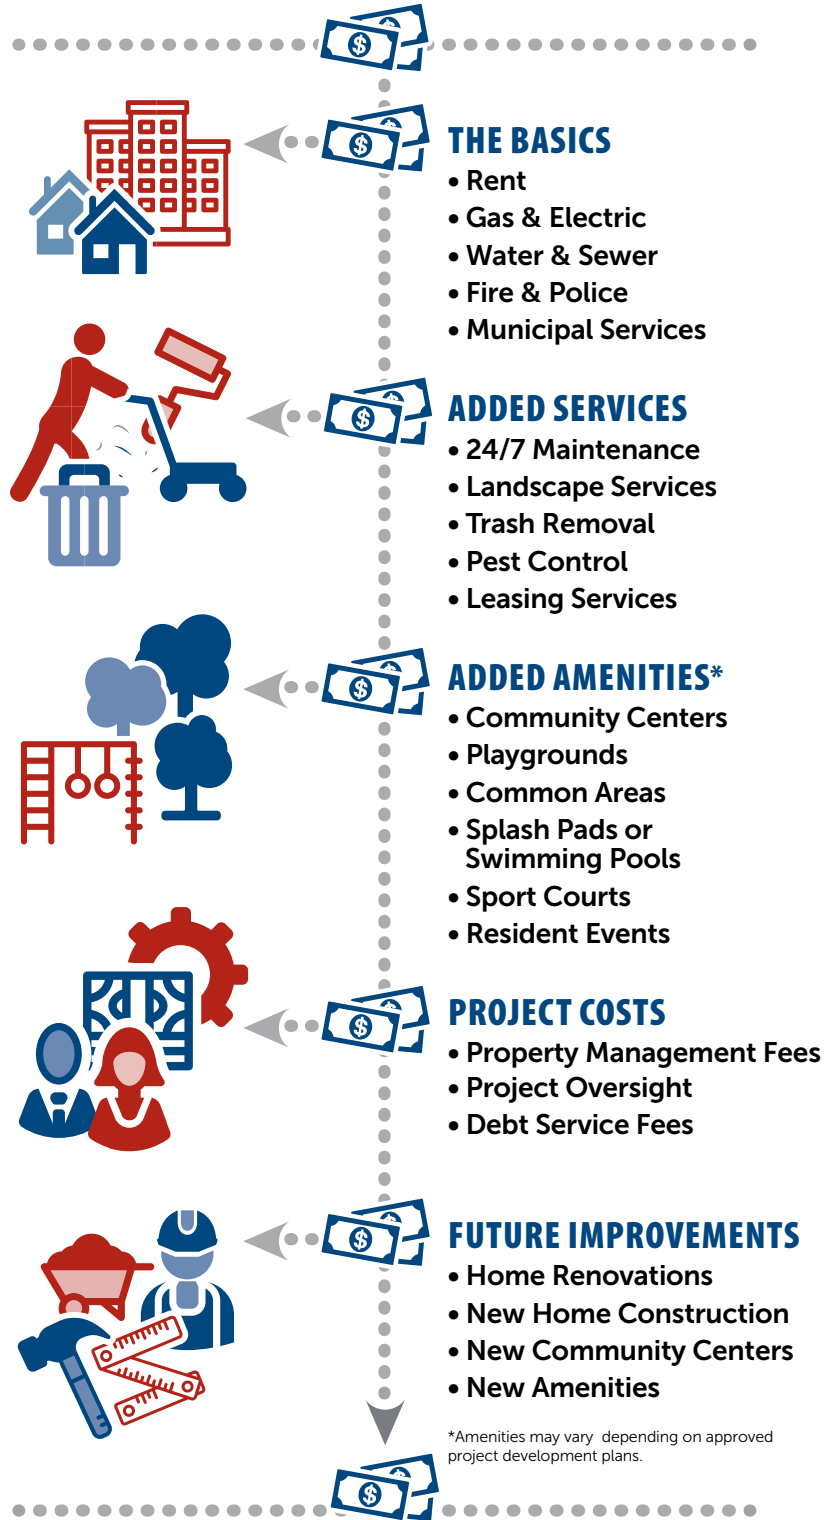 THE BASICS
• Rent
• Gas & Electric
• Water & Sewer
• Fire & Police
• Municipal Services
ADDED SERVICES
• 24/7 Maintenance
• Landscape Services
• Trash Removal
• Pest Control
• Leasing Services
ADDED AMENITIES*
• Community Centers
• Playgrounds
• Common Areas
• Splash Pads or
Swimming Pools
• Sport Courts
• Resident Events
PROJECT COSTS
• Property Management Fees
• Project Oversight
• Debt Service Fees
FUTURE IMPROVEMENTS
• Home Renovations
• New Home Construction
• New Community Centers
• New Amenities
*Amenities may vary depending on approved
project development plans.